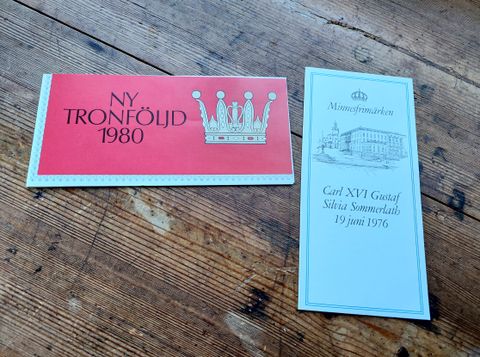 NY
TRONFÖLJD
1980
Minnesfrimärken
Carl XVI Gustaf
Silvia Sommerlath
19 juni 1976